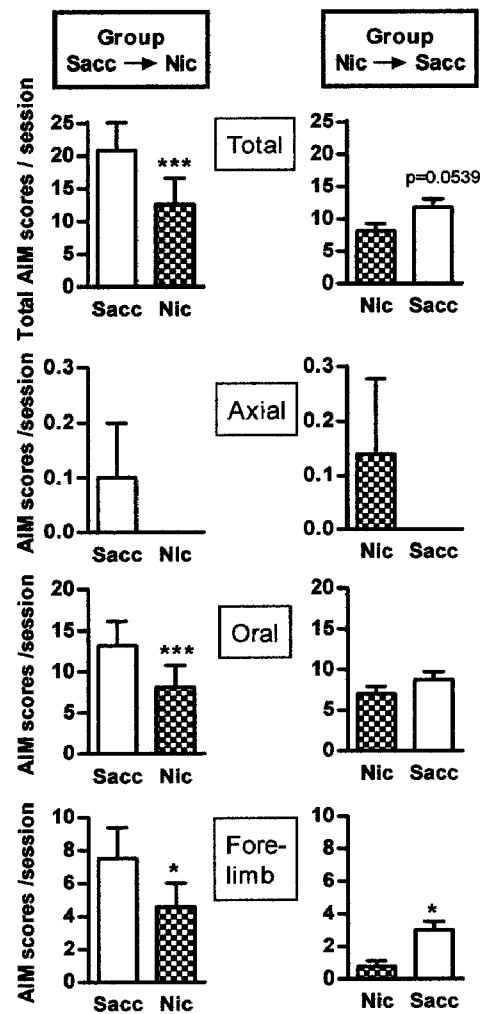 Group
Sacc → Nic
Group
Nic → Sacc
Total AIM scores / session
25
20
15
10
5
0
***
Sacc Nic
Total
25
20
15
10
5
0
p=0.0539
Nic Sacc
AIM scores /session
0.3
0.2
0.1
0.0
Sacc Nic
Axial
0.3
0.2
0.1
0.0
Nic Sacc
AIM scores /session
20
15
10
5
0
***
Sacc Nic
Oral
20
15
10
5
0
Nic Sacc
AIM scores /session
10
8
6
4
2
0
*
Sacc Nic
Fore-
limb
10
8
6
4
2
0
*
Nic Sacc